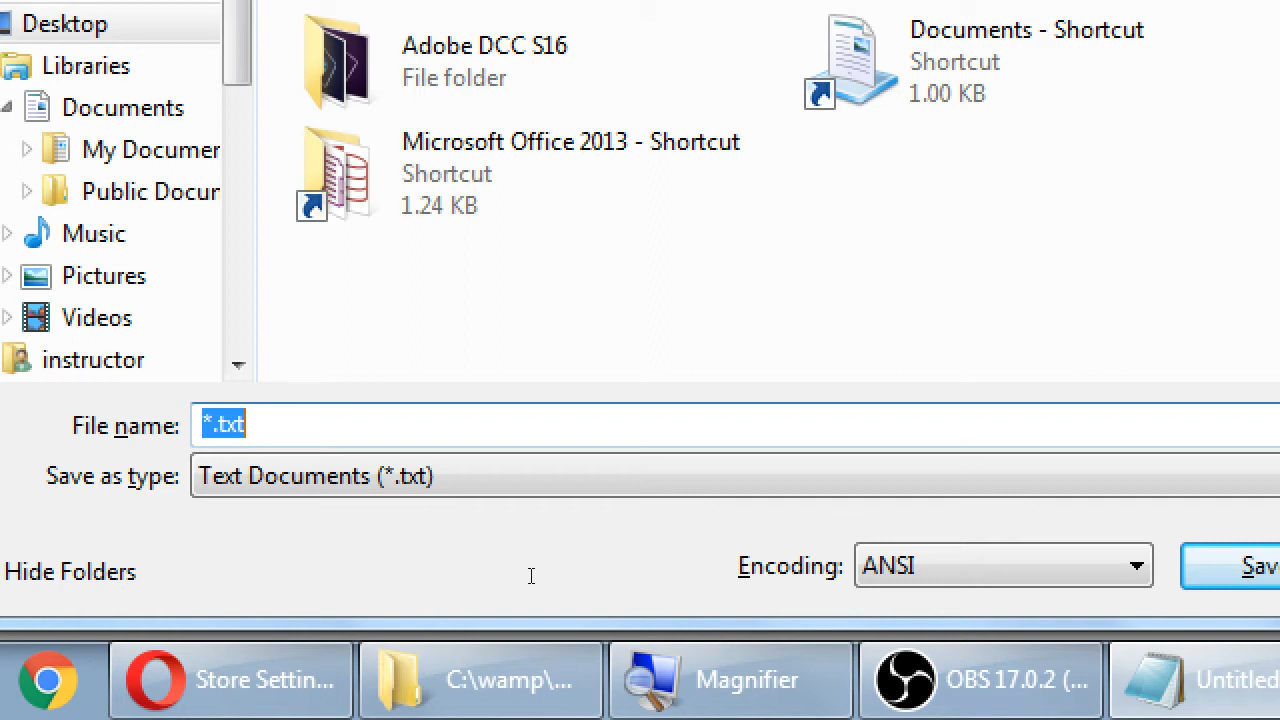 Desktop
Libraries
Documents
My Documer
Public Docur
Music
Pictures
Videos
instructor
Adobe DCC S16
File folder
Microsoft Office 2013 - Shortcut
Shortcut
1.24 KB
Documents - Shortcut
Shortcut
1.00 KB
File name: *.txt
Save as type: Text Documents (*.txt)
Hide Folders
Encoding: ANSI
Sav
Store Settin...
C:\wamp\...
Magnifier
OBS 17.0.2 (...
Untitled